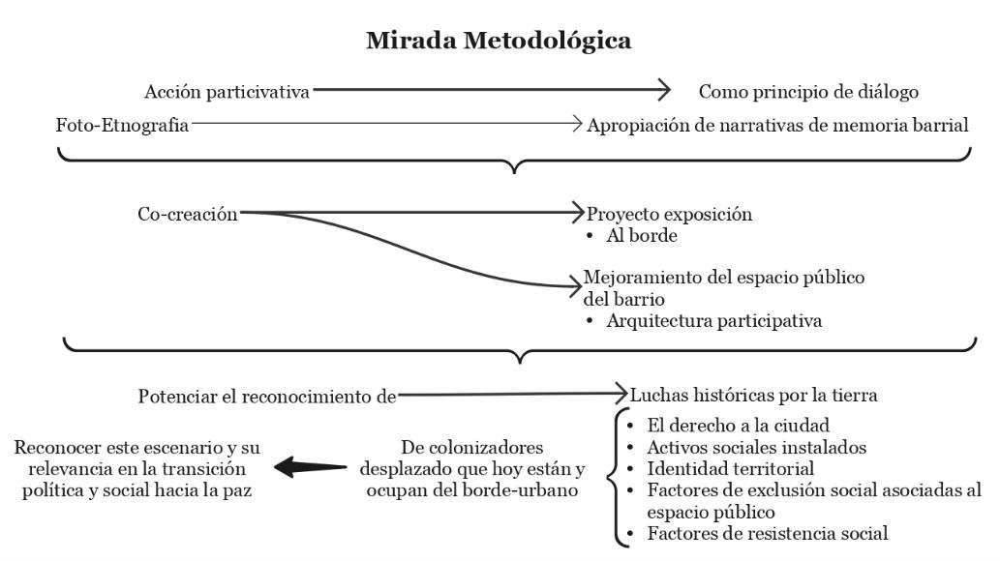 Mirada Metodológica
Acción particivativa
Como principio de diálogo
Foto-Etnografia
Apropiación de narrativas de memoria barrial
Co-creación
Proyecto exposición
• Al borde
Mejoramiento del espacio público
del barrio
• Arquitectura participativa
Potenciar el reconocimiento de
Luchas históricas por la tierra
• El derecho a la ciudad
• Activos sociales instalados
• Identidad territorial
• Factores de exclusión social asociadas al
espacio público
• Factores de resistencia social
De colonizadores
desplazado que hoy están y
ocupan del borde-urbano
Reconocer este escenario y su
relevancia en la transición
política y social hacia la paz